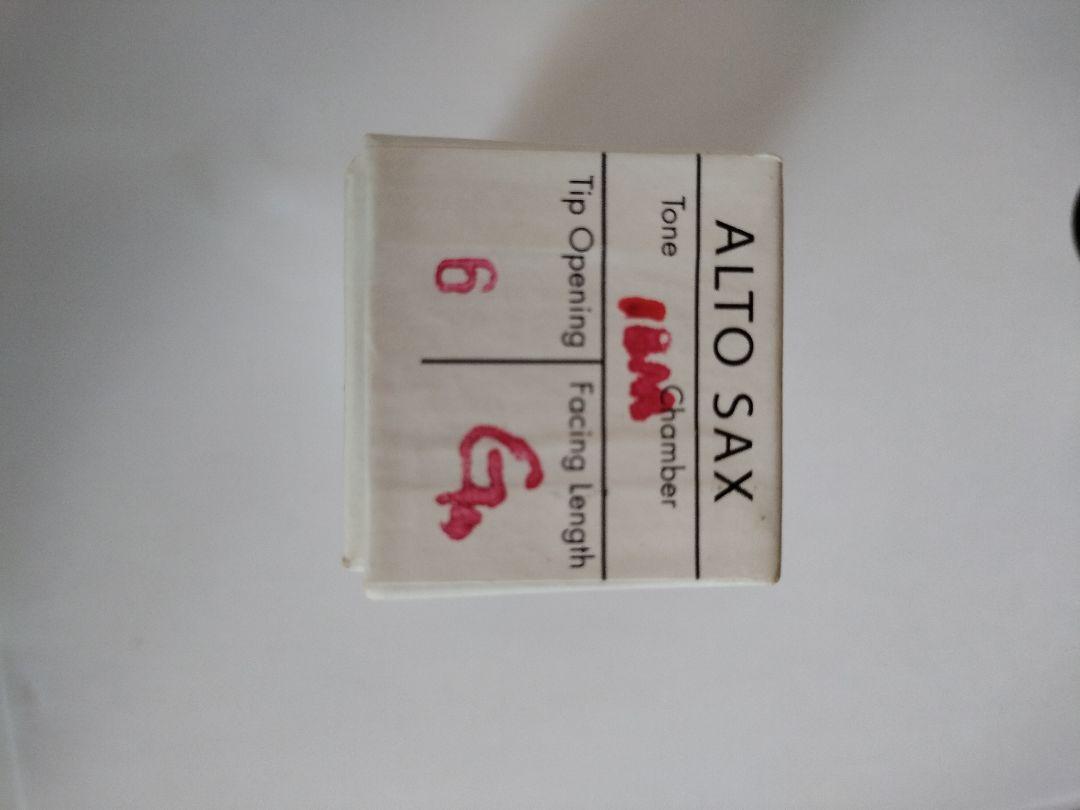 ALTO SAX
Tone Chamber
Tip Opening Facing Length
6